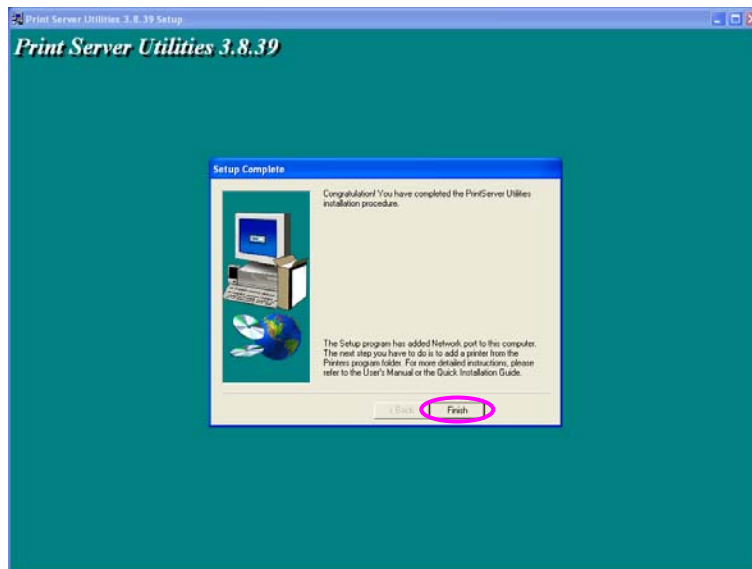 Print Server Utilities 3.8.39 Setup
Print Server Utilities 3.8.39
Setup Complete
Congratulation! You have completed the PrintServer Utilities
installation procedure.
The Setup program has added Network port to this computer.
The next step you have to do is to add a printer from the
Printers program folder. For more detailed instructions, please
refer to the User's Manual or the Quick Installation Guide.
< Back Finish